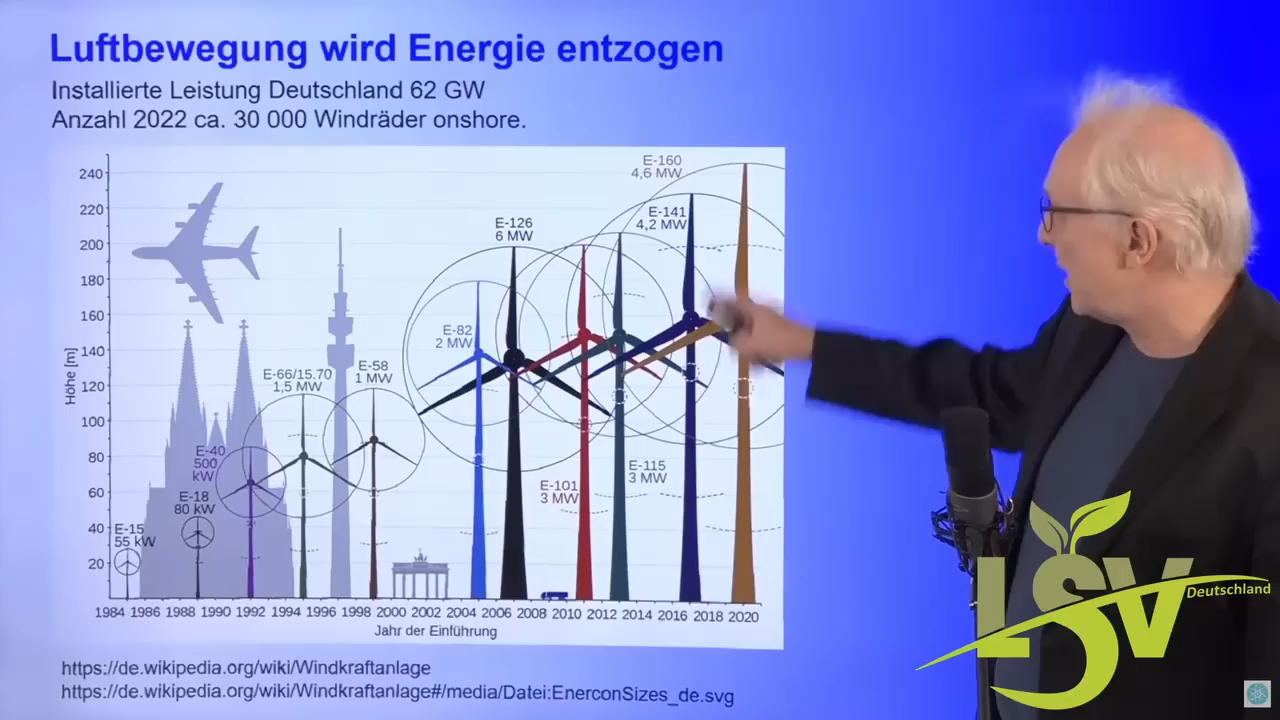 Luftbewegung wird Energie entzogen
Installierte Leistung Deutschland 62 GW
Anzahl 2022 ca. 30 000 Windräder onshore.
Höhe [m]
240
220
200
180
160
140
120
100
80
60
40
20
E-15
55 kW
E-18
80 kW
E-40
500
kW
E-66/15.70
1,5 MW
E-58
1 MW
E-82
2 MW
E-126
6 MW
E-101
3 MW
E-115
3 MW
E-141
4,2 MW
E-160
4,6 MW
1984 1986 1988 1990 1992 1994 1996 1998 2000 2002 2004 2006 2008 2010 2012 2014 2016 2018 2020
Jahr der Einführung
https://de.wikipedia.org/wiki/Windkraftanlage
https://de.wikipedia.org/wiki/Windkraftanlage#/media/Datei:EnerconSizes_de.svg
LSV
Deutschland